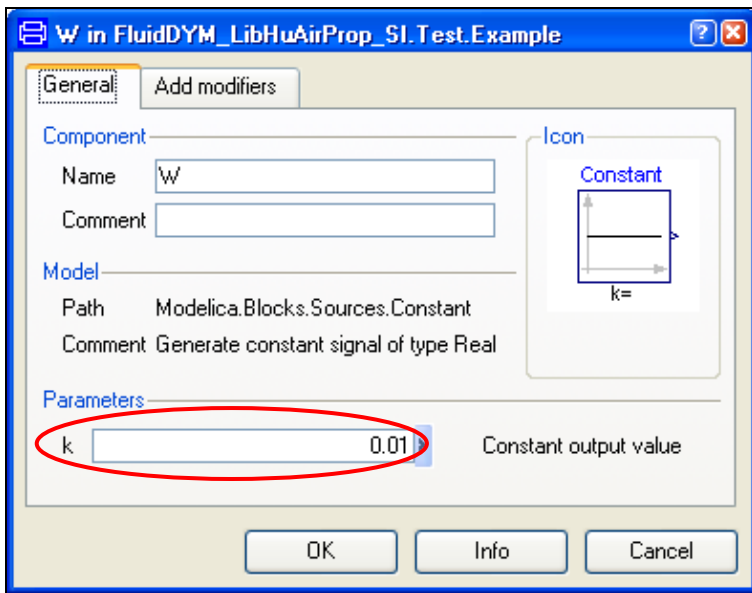 W in FluidDYM_LibHuAirProp_SI.Test.Example
General Add modifiers
Component
Name W
Comment
Icon
Constant
k=
Model
Path Modelica.Blocks.Sources.Constant
Comment Generate constant signal of type Real
Parameters
k 0.01 Constant output value
OK Info Cancel